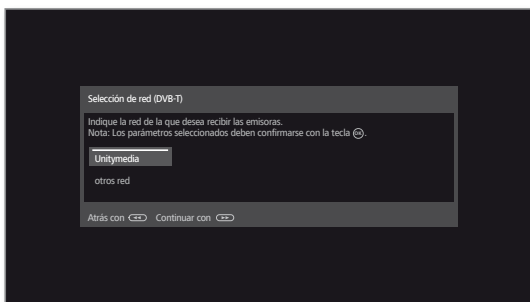 Selección de red (DVB-T)
Indique la red de la que desea recibir las emisoras.
Nota: Los parámetros seleccionados deben confirmarse con la tecla OK.
Unitymedia
otros red
Atrás con Continuar con